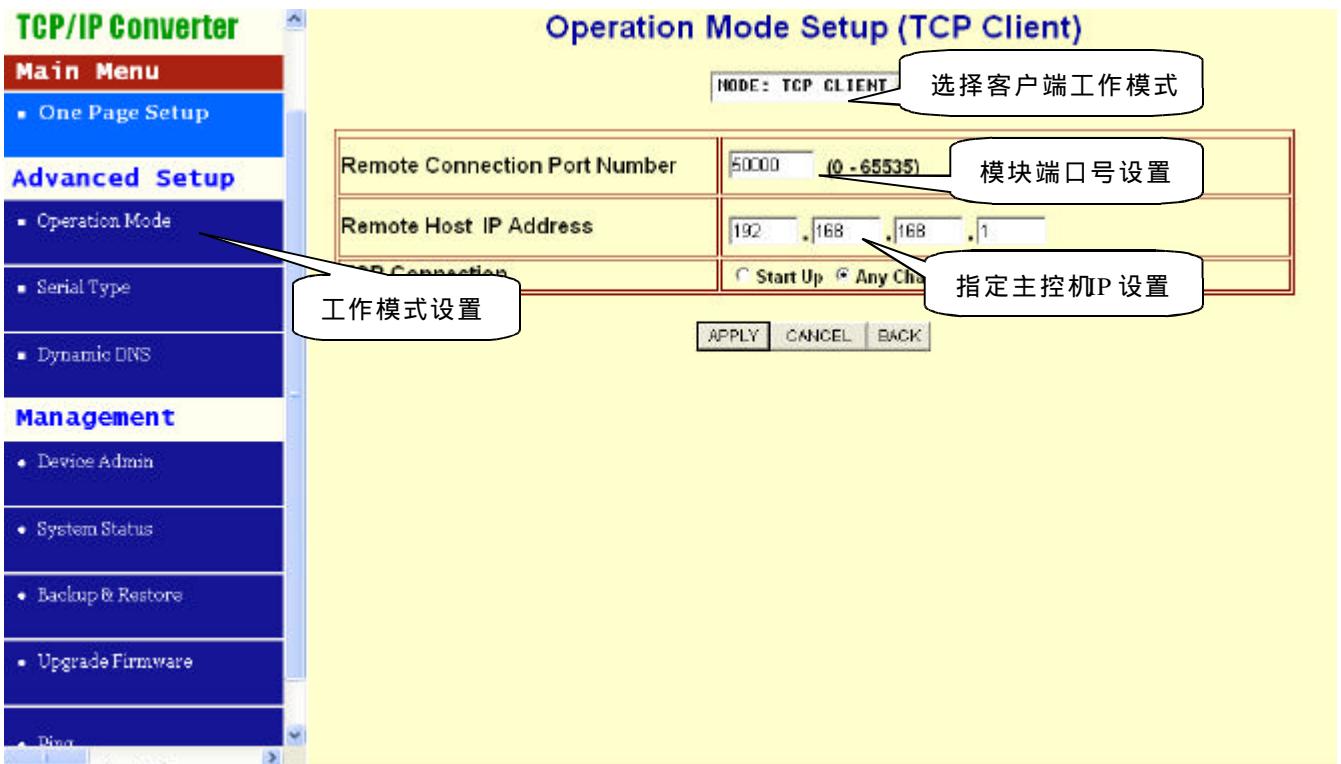 TCP/IP Converter
Main Menu
One Page Setup
Advanced Setup
Operation Mode
Serial Type
Dynamic DNS
Management
Device Admin
System Status
Backup & Restore
Upgrade Firmware
Ping
Operation Mode Setup (TCP Client)
MODE: TCP CLIENT
选择客户端工作模式
Remote Connection Port Number
50000 (0 - 65535)
模块端口号设置
Remote Host IP Address
192 . 168 . 168 . 1
Connection
Start Up Any Cha
指定主控机IP 设置
工作模式设置
APPLY CANCEL BACK